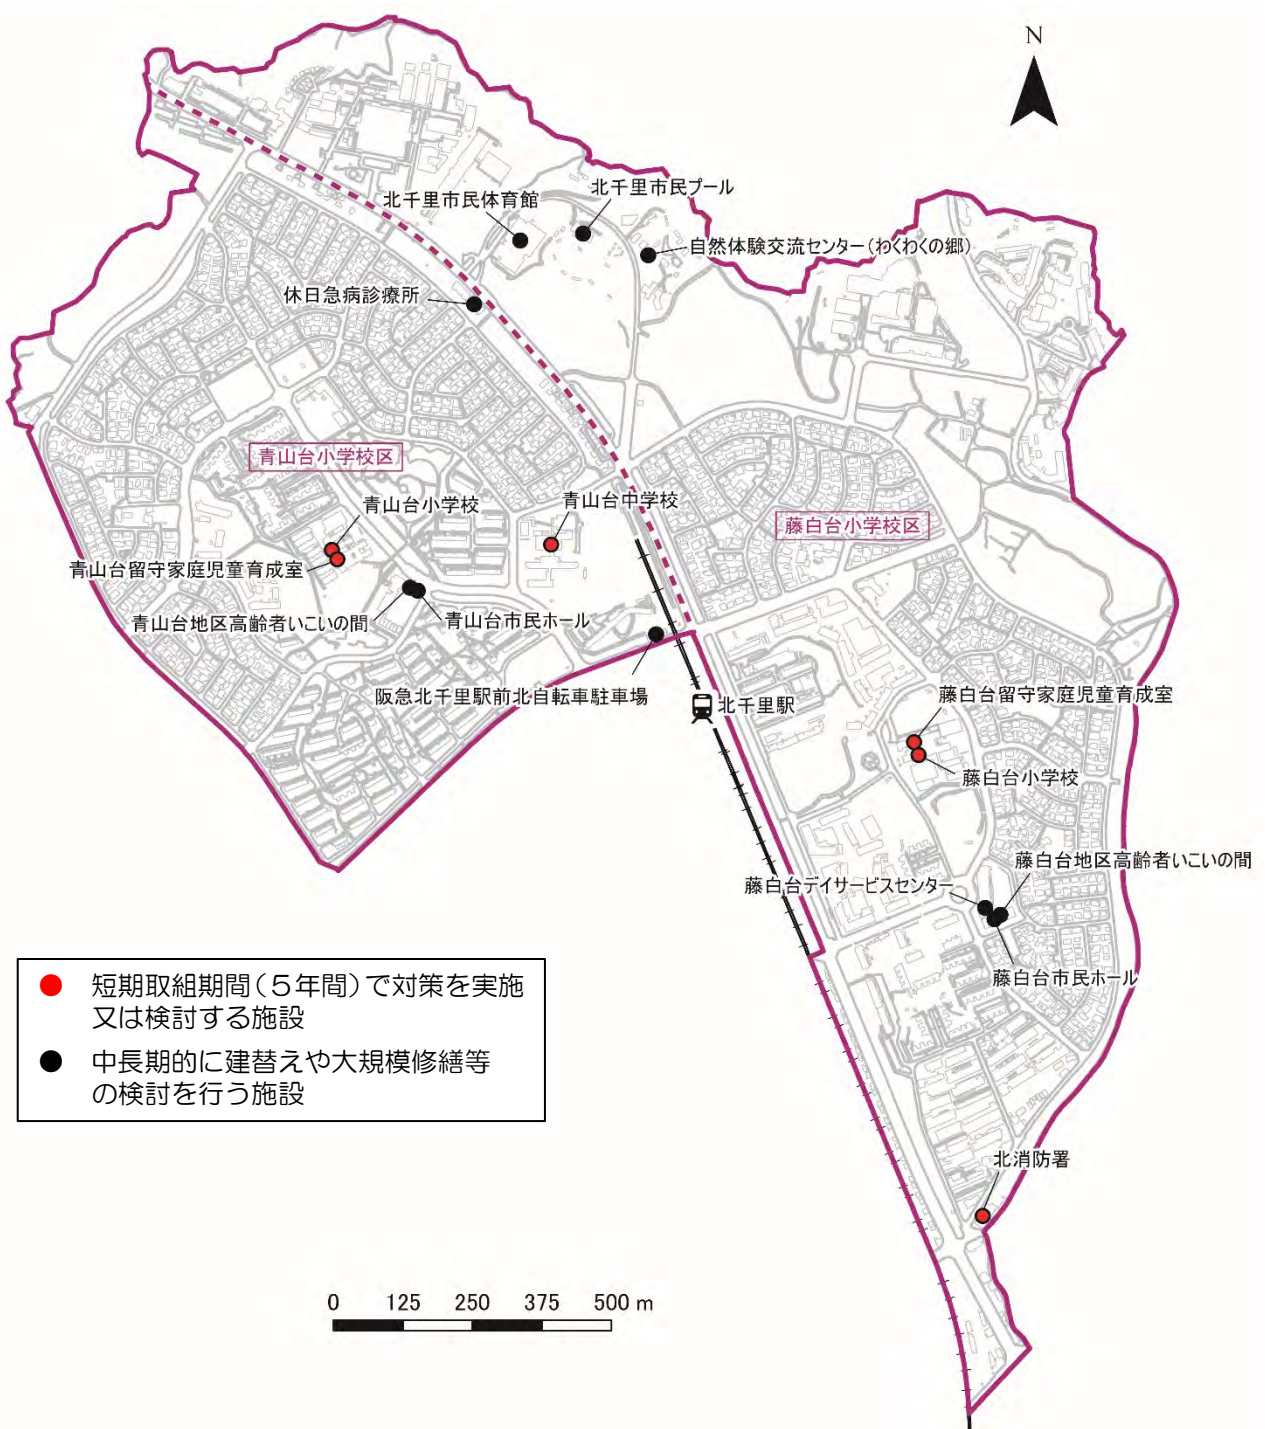 N
北千里市民プール
北千里市民体育館
自然体験交流センター(わくわくの郷)
休日急病診療所
青山台小学校区
青山台小学校
青山台中学校
藤白台小学校区
青山台留守家庭児童育成室
青山台地区高齢者いこいの間
青山台市民ホール
阪急北千里駅前北自転車駐車場
北千里駅
藤白台留守家庭児童育成室
藤白台小学校
藤白台地区高齢者いこいの間
藤白台デイサービスセンター
藤白台市民ホール
短期取組期間(5年間)で対策を実施
又は検討する施設
中長期的に建替えや大規模修繕等
の検討を行う施設
北消防署
0 125 250 375 500 m